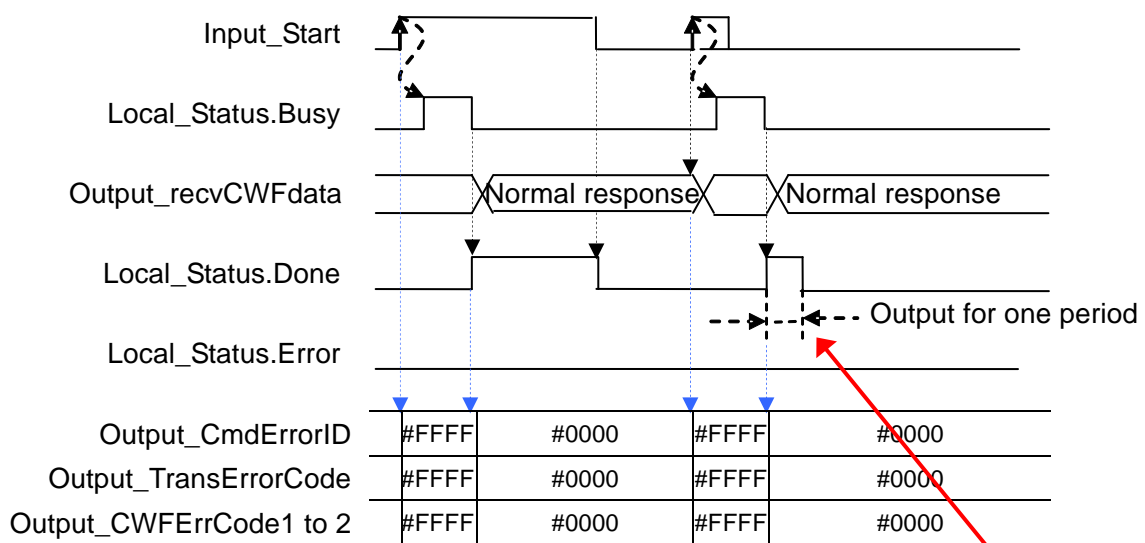 Input_Start
Local_Status.Busy
Output_recvCWFdata Normal response Normal response
Local_Status.Done
Output for one period
Local_Status.Error
Output_CmdErrorID #FFFF #0000 #FFFF #0000
Output_TransErrorCode #FFFF #0000 #FFFF #0000
Output_CWFErrCode1 to 2 #FFFF #0000 #FFFF #0000